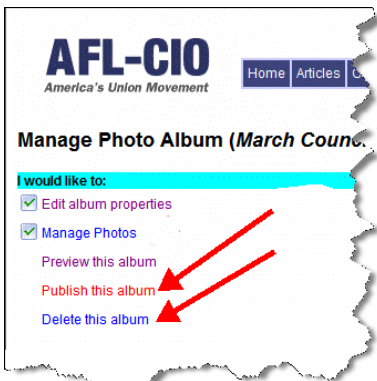 AFL-CIO
America's Union Movement
Home Articles
Manage Photo Album (March Counc
I would like to:
Edit album properties
Manage Photos
Preview this album
Publish this album
Delete this album